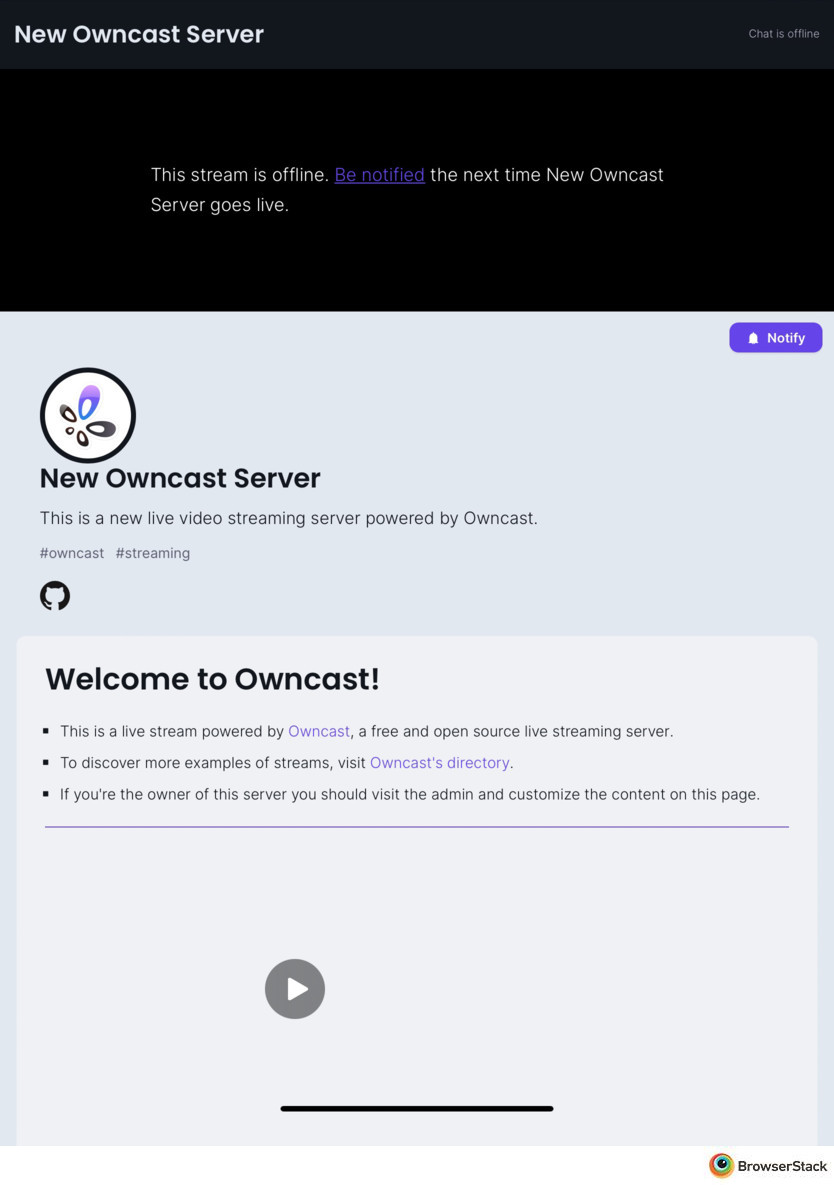 New Owncast Server
Chat is offline
This stream is offline. Be notified the next time New Owncast
Server goes live.
Notify
New Owncast Server
This is a new live video streaming server powered by Owncast.
#owncast #streaming
Welcome to Owncast!
This is a live stream powered by Owncast, a free and open source live streaming server.
To discover more examples of streams, visit Owncast's directory.
If you're the owner of this server you should visit the admin and customize the content on this page.
BrowserStack